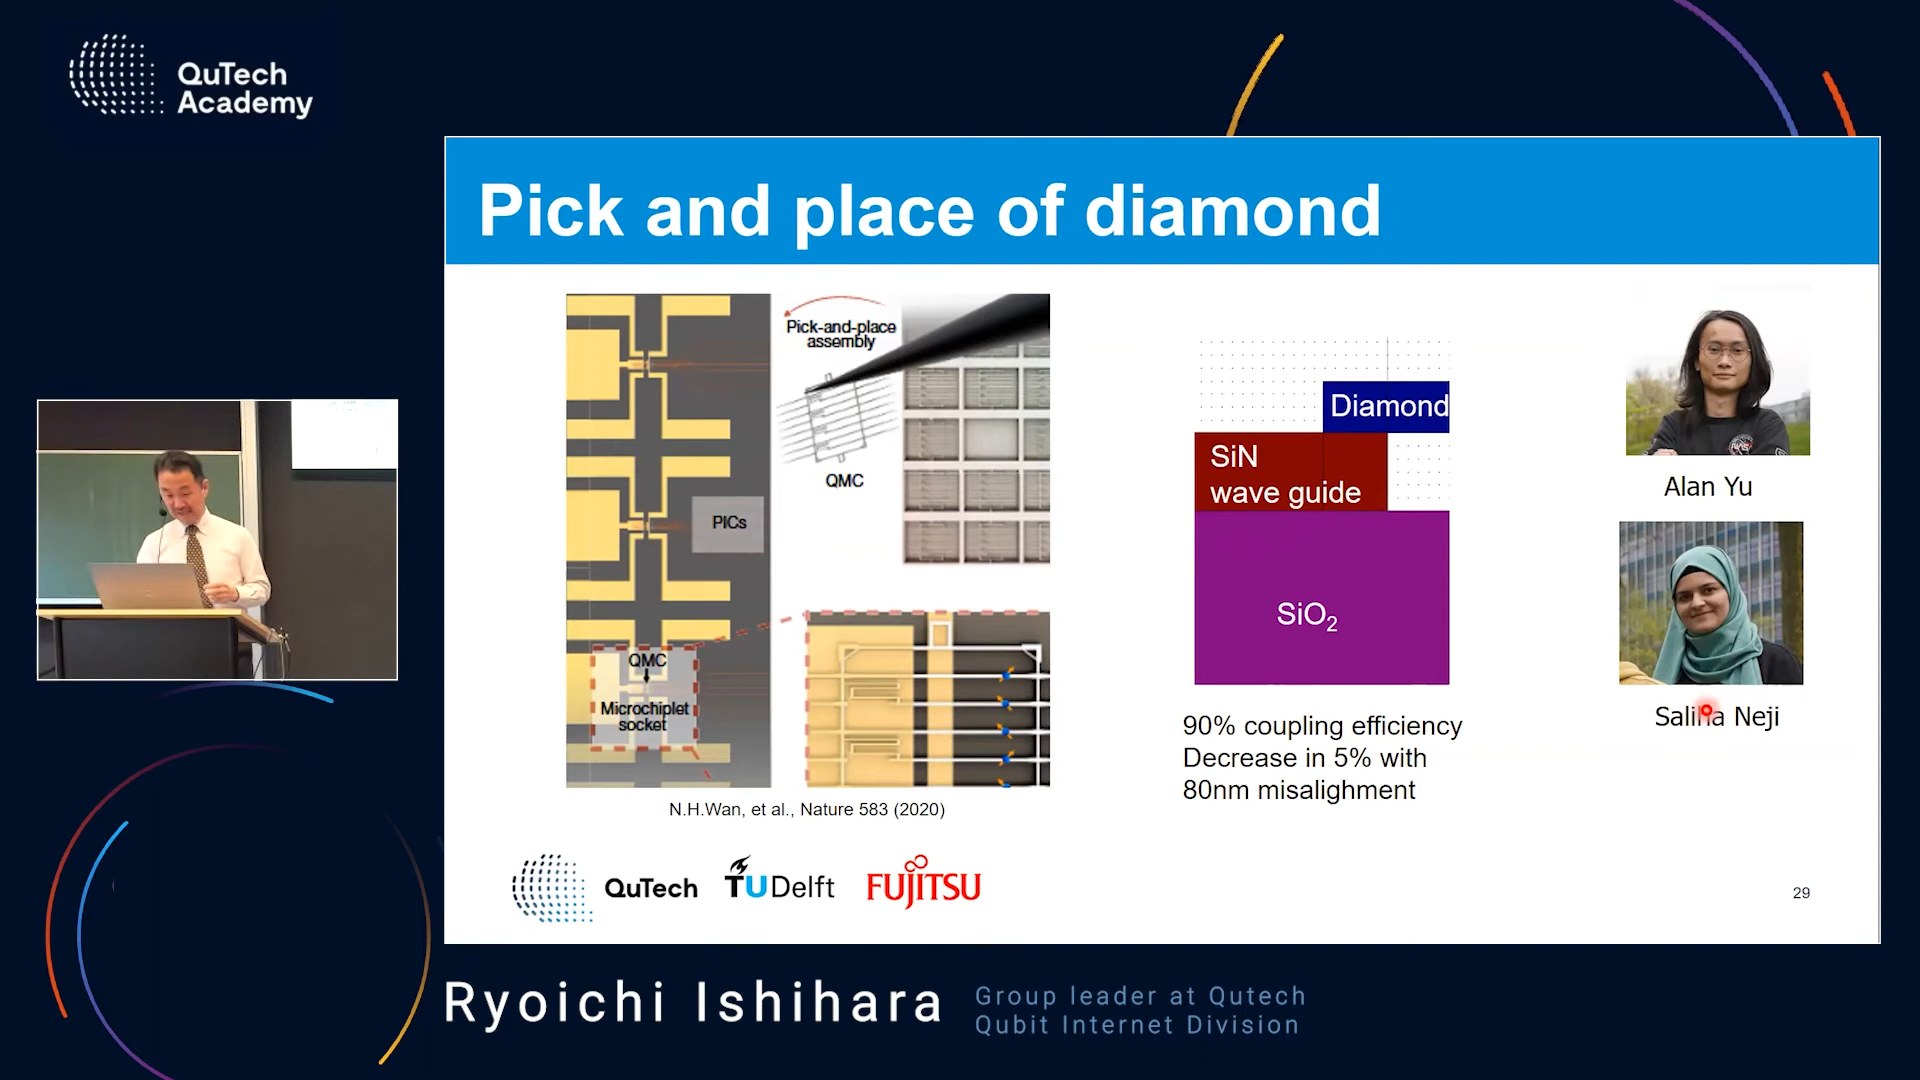 QuTech
Academy
Pick and place of diamond
Pick-and-place
assembly
QMC
PICs
QMC
Microchiplet
socket
N.H.Wan, et al., Nature 583 (2020)
Diamond
SiN
wave guide
SiO₂
90% coupling efficiency
Decrease in 5% with
80nm misalighment
Alan Yu
Neji
QuTech
TUDelft
FUJITSU
29
Ryoichi Ishihara
Group leader at Qutech
Qubit Internet Division